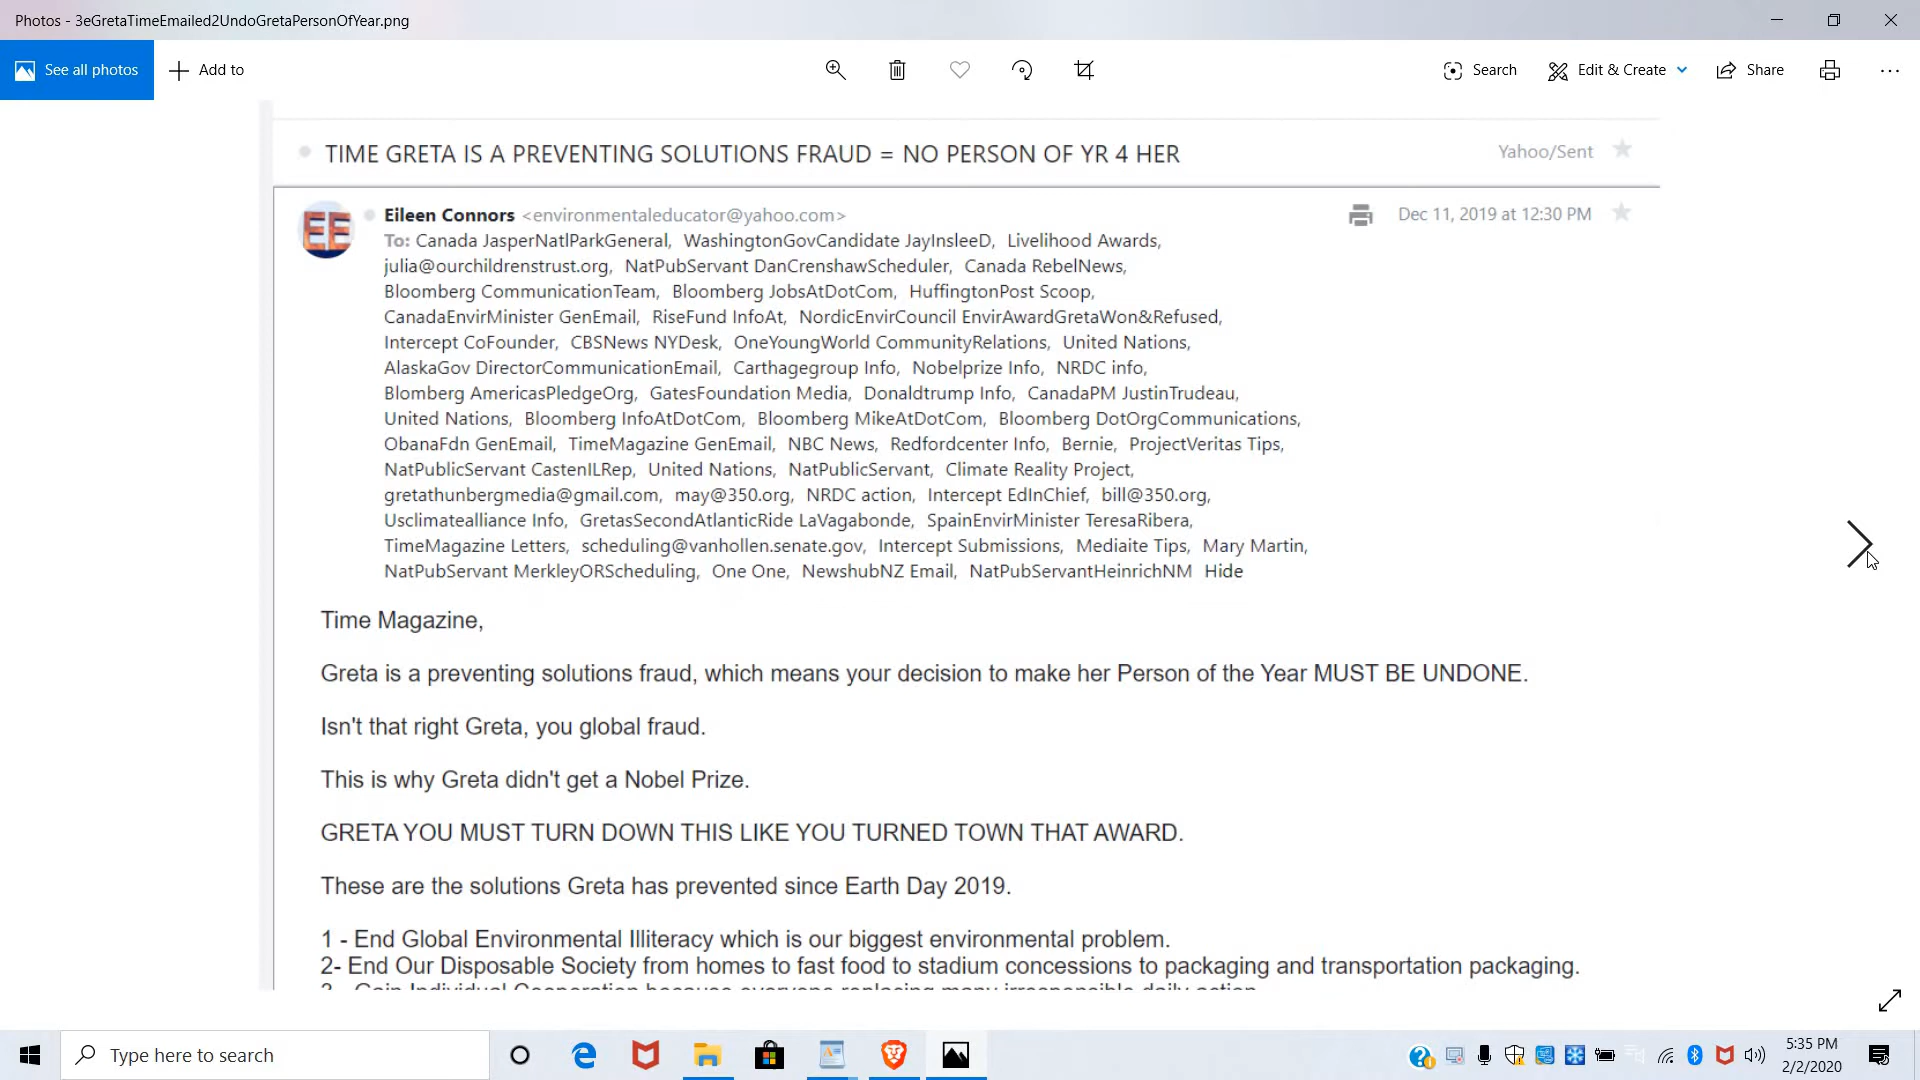 Photos - 3eGretaTimeEmailed2UndoGretaPersonOfYear.png
See all photos
Add to
Search
Edit & Create
Share
TIME GRETA IS A PREVENTING SOLUTIONS FRAUD = NO PERSON OF YR 4 HER
Yahoo/Sent
EE
Eileen Connors <environmentaleducator@yahoo.com>
Dec 11, 2019 at 12:30 PM
To: Canada JasperNatlParkGeneral, WashingtonGovCandidate JayInsleeD, Livelihood Awards,
julia@ourchildrenstrust.org, NatPubServant DanCrenshawScheduler, Canada RebelNews,
Bloomberg CommunicationTeam, Bloomberg JobsAtDotCom, HuffingtonPost Scoop,
CanadaEnvirMinister GenEmail, RiseFund InfoAt, NordicEnvirCouncil EnvirAwardGretaWon&Refused,
Intercept CoFounder, CBSNews NYDesk, OneYoungWorld CommunityRelations, United Nations,
AlaskaGov DirectorCommunicationEmail, Carthagegroup Info, Nobelprize Info, NRDC info,
Blomberg AmericasPledgeOrg, GatesFoundation Media, Donaldtrump Info, CanadaPM JustinTrudeau,
United Nations, Bloomberg InfoAtDotCom, Bloomberg MikeAtDotCom, Bloomberg DotOrgCommunications,
ObanaFdn GenEmail, TimeMagazine GenEmail, NBC News, Redfordcenter Info, Bernie, ProjectVeritas Tips,
NatPublicServant CastenILRep, United Nations, NatPublicServant, Climate Reality Project,
gretathunbergmedia@gmail.com, may@350.org, NRDC action, Intercept EdInChief, bill@350.org,
Usclimatealliance Info, GretasSecondAtlanticRide LaVagabonde, SpainEnvirMinister TeresaRibera,
TimeMagazine Letters, scheduling@vanhollen.senate.gov, Intercept Submissions, Mediaite Tips, Mary Martin,
NatPubServant MerkleyORScheduling, One One, NewshubNZ Email, NatPubServantHeinrichNM Hide
Time Magazine,
Greta is a preventing solutions fraud, which means your decision to make her Person of the Year MUST BE UNDONE.
Isn't that right Greta, you global fraud.
This is why Greta didn't get a Nobel Prize.
GRETA YOU MUST TURN DOWN THIS LIKE YOU TURNED TOWN THAT AWARD.
These are the solutions Greta has prevented since Earth Day 2019.
1 - End Global Environmental Illiteracy which is our biggest environmental problem.
2- End Our Disposable Society from homes to fast food to stadium concessions to packaging and transportation packaging.
3 - Gain Individual Cooperation because everyone replacing many irresponsible daily action
Type here to search
5:35 PM
2/2/2020